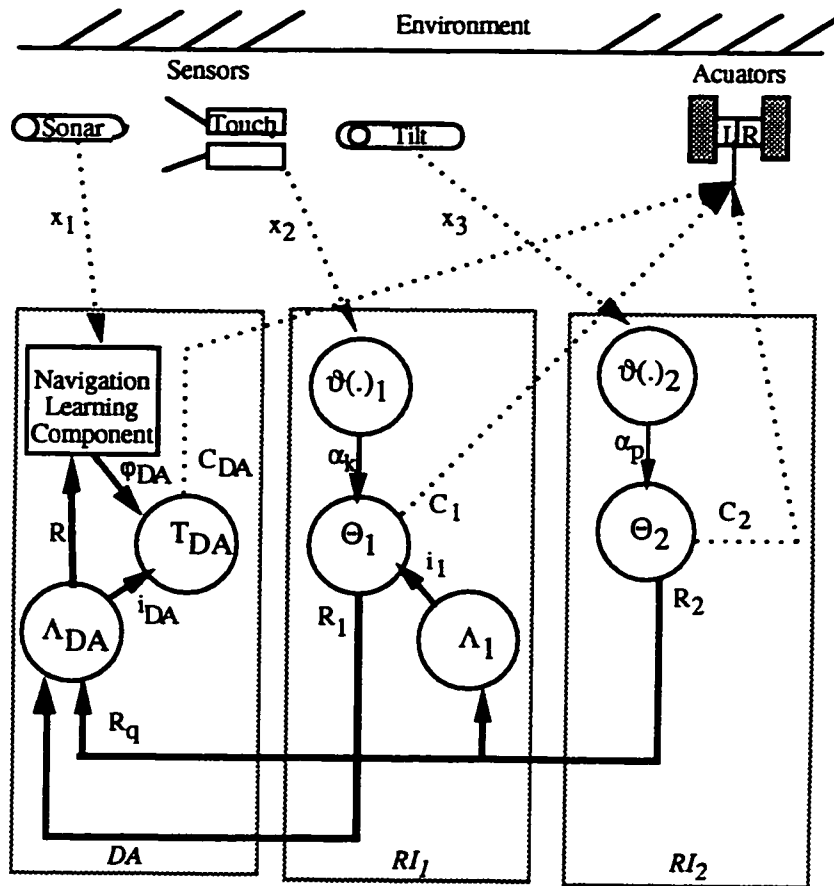 Environment
Sensors
Acuators
Sonar
Touch
Tilt
L R
x1
x2
x3
Navigation
Learning
Component
ϑ(.)1
ϑ(.)2
φDA
CDA
αk
αp
R
TDA
Θ1
C1
Θ2
C2
iDA
i1
R1
R2
ΛDA
Λ1
Rq
DA
RI1
RI2